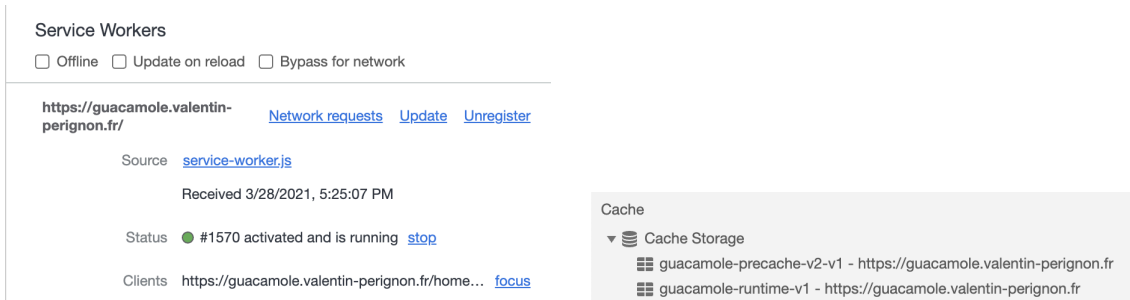 Service Workers
Offline Update on reload Bypass for network
https://guacamole.valentin-
perignon.fr/
Network requests Update Unregister
Source service-worker.js
Received 3/28/2021, 5:25:07 PM
Status #1570 activated and is running stop
Clients https://guacamole.valentin-perignon.fr/home… focus
Cache
Cache Storage
guacamole-precache-v2-v1 - https://guacamole.valentin-perignon.fr
guacamole-runtime-v1 - https://guacamole.valentin-perignon.fr